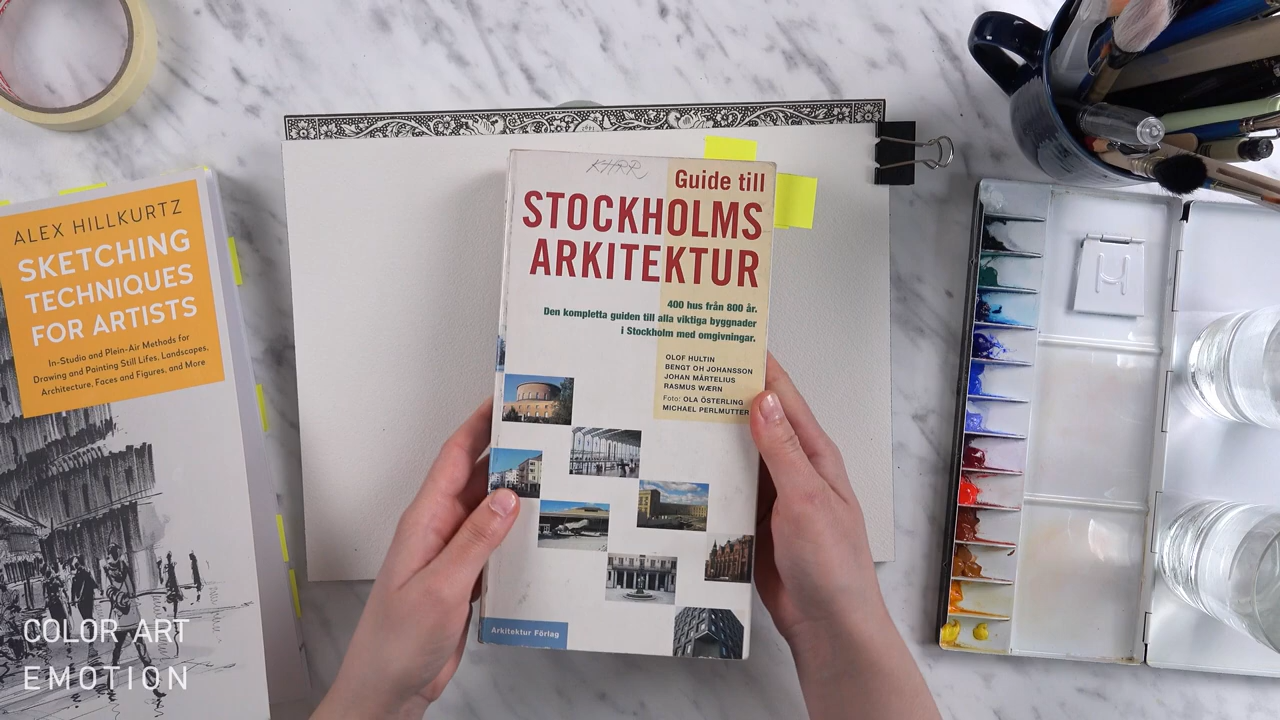 ALEX HILLKURTZ
SKETCHING
TECHNIQUES
FOR ARTISTS
In-Studio and Plein-Air Methods for
Drawing and Painting Still Lifes, Landscapes,
Architecture, Faces and Figures, and More
KHRR
Guide till
STOCKHOLMS
ARKITEKTUR
400 hus från 800 år.
Den kompletta guiden till alla viktiga byggnader
i Stockholm med omgivningar.
OLOF HULTIN
BENGT OH JOHANSSON
JOHAN MÅRTELIUS
RASMUS WÆRN
Foto: OLA ÖSTERLING
MICHAEL PERLMUTTER
Arkitektur Förlag
COLOR ART
EMOTION